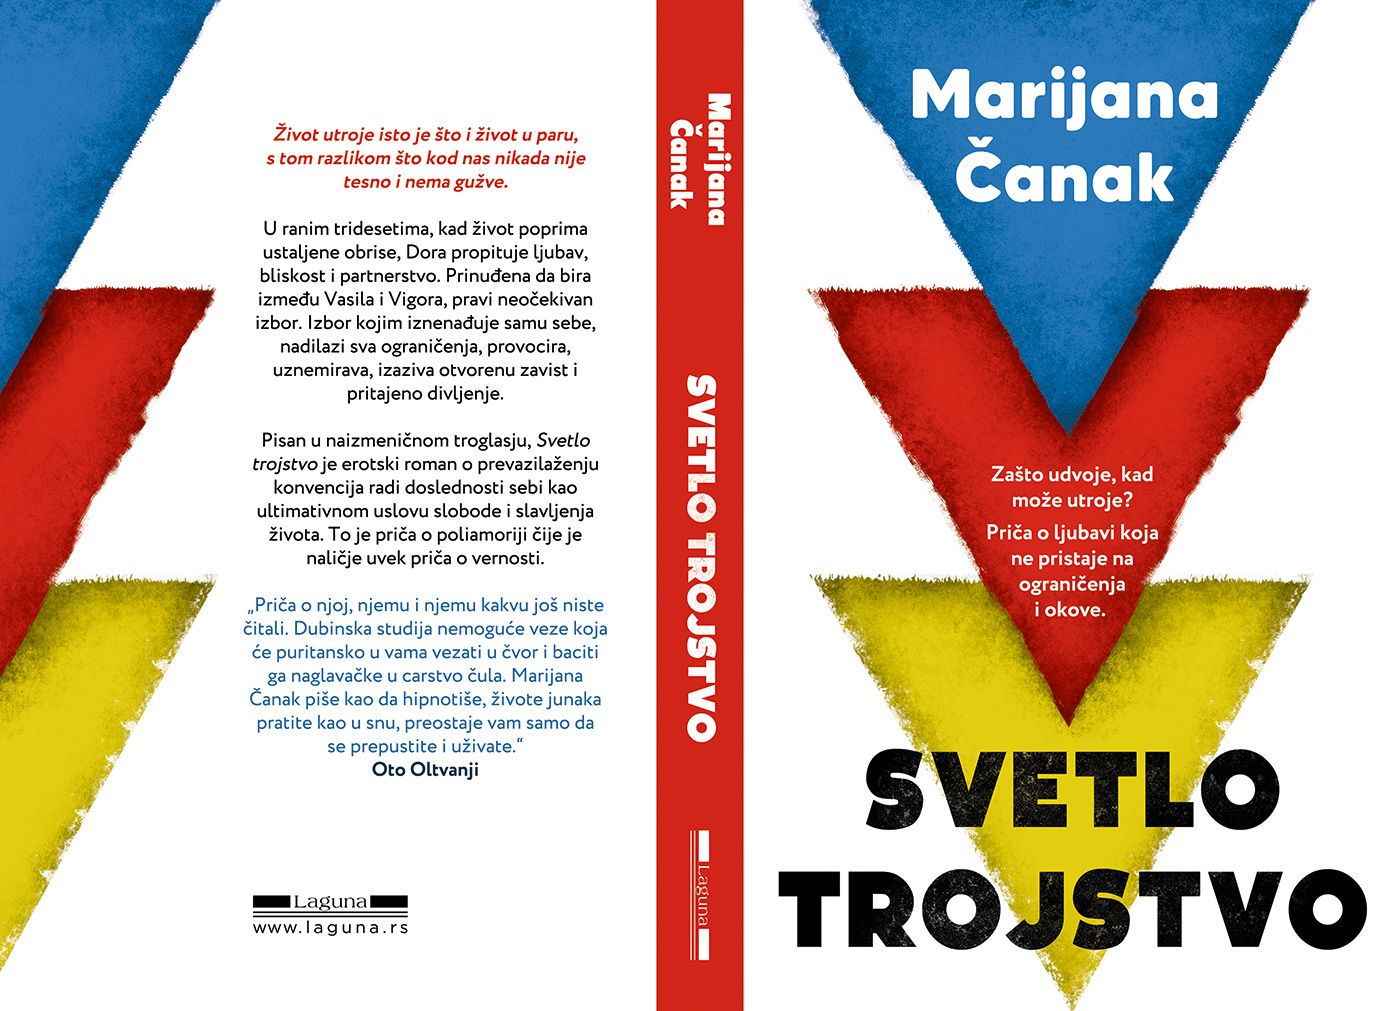 Život utroje isto je što i život u paru,
s tom razlikom što kod nas nikada nije
tesno i nema gužve.
U ranim tridesetima, kad život poprima
ustaljene obrise, Dora propituje ljubav,
bliskost i partnerstvo. Prinuđena da bira
između Vasila i Vigora, pravi neočekivan
izbor. Izbor kojim iznenađuje samu sebe,
nadilazi sva ograničenja, provocira,
uznemirava, izaziva otvorenu zavist i
pritajeno divljenje.
Pisan u naizmeničnom troglasju, Svetlo
trojstvo je erotski roman o prevazilaženju
konvencija radi doslednosti sebi kao
ultimativnom uslovu slobode i slavljenja
života. To je priča o poliamoriji čije je
naličje uvek priča o vernosti.
„Priča o njoj, njemu i njemu kakvu još niste
čitali. Dubinska studija nemoguće veze koja
će puritansko u vama vezati u čvor i baciti
ga naglavačke u carstvo čula. Marijana
Čanak piše kao da hipnotiše, živote junaka
pratite kao u snu, preostaje vam samo da
se prepustite i uživate.“
Oto Oltvanji
Laguna
www.laguna.rs
Marijana
Čanak
SVETLO TROJSTVO
Laguna
Marijana
Čanak
Zašto udvoje, kad
može utroje?
Priča o ljubavi koja
ne pristaje na
ograničenja
i okove.
SVETLO
TROJSTVO